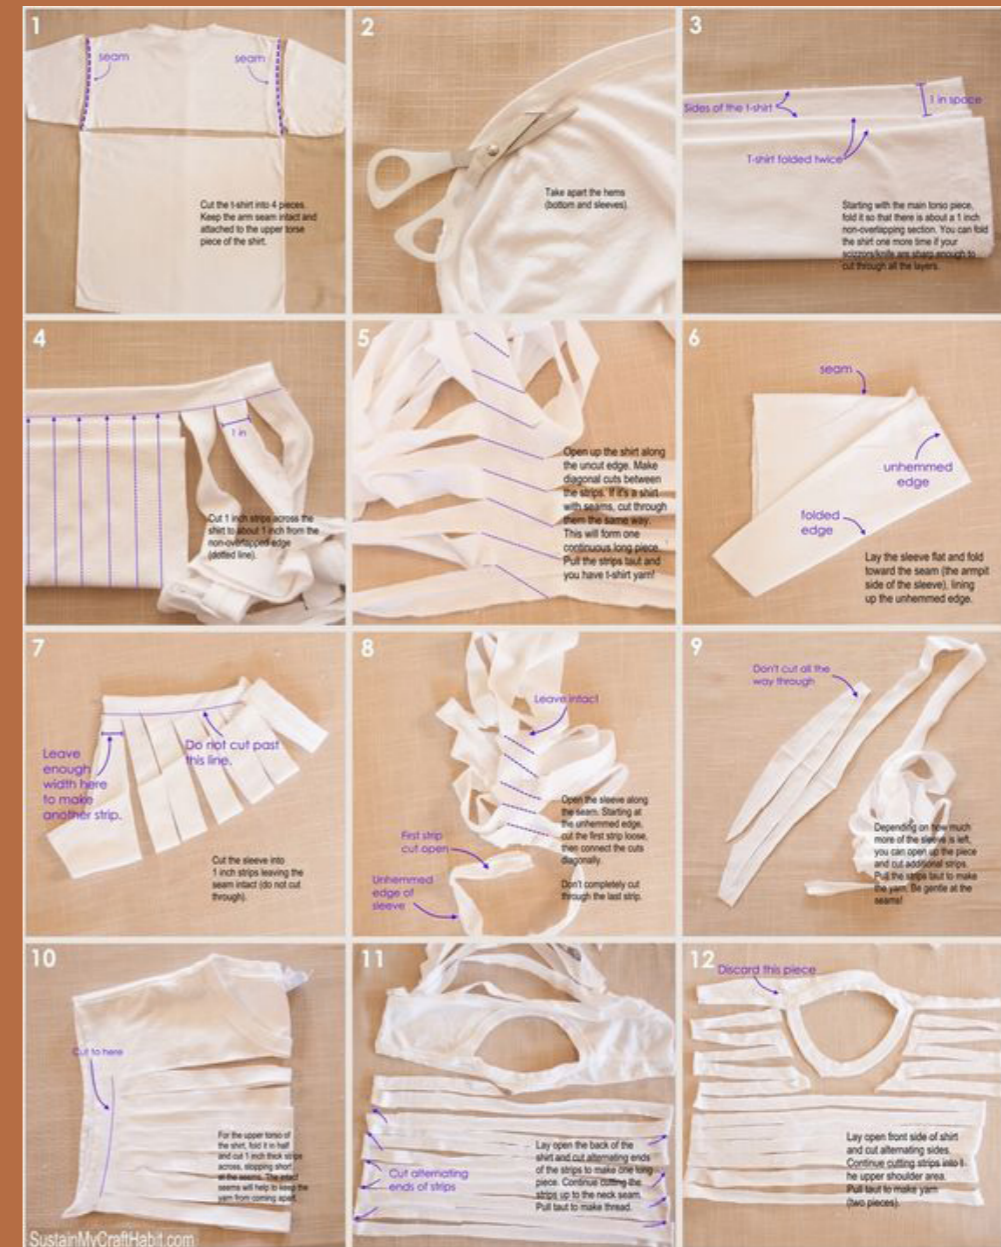 1
seam
seam
Cut the t-shirt into 4 pieces.
Keep the arm seam intact and
attached to the upper torse
piece of the shirt.
2
Take apart the hems
(bottom and sleeves).
3
Sides of the t-shirt
1 in space
T-shirt folded twice
Starting with the main torso piece,
fold it so that there is about a 1 inch
non-overlapping section. You can fold
the shirt one more time if your
scizzors/knife are sharp enough to
cut through all the layers.
4
1 in
Cut 1 inch strips across the
shirt to about 1 inch from the
non-overlapped edge
(dotted line).
5
Open up the shirt along
the uncut edge. Make
diagonal cuts between
the strips. If it's a shirt
with seams, cut through
them the same way.
This will form one
continuous long piece.
Pull the strips taut and
you have t-shirt yarn!
6
seam
unhemmed
edge
folded
edge
Lay the sleeve flat and fold
toward the seam (the armpit
side of the sleeve), lining
up the unhemmed edge.
7
Leave
enough
width here
to make
another strip.
Do not cut past
this line.
Cut the sleeve into
1 inch strips leaving the
seam intact (do not cut
through).
8
Leave intact
First strip
cut open
Unhemmed
edge of
sleeve
Open the sleeve along
the seam. Starting at
the unhemmed edge,
cut the first strip loose,
then connect the cuts
diagonally.
Don't completely cut
through the last strip.
9
Don't cut all the
way through
Depending on how much
more of the sleeve is left,
you can open up the piece
and cut additional strips.
Pull the strips taut to make
the yarn. Be gentle at the
seams!
10
Cut to here
For the upper torso of
the shirt, fold it in half
and cut 1 inch thick strips
across, stopping short
at the seams. The intact
seems will help to keep the
yarn from coming apart.
11
Cut alternating
ends of strips
Lay open the back of the
shirt and cut alternating ends
of the strips to make one long
piece. Continue cutting the
strips up to the neck seam.
Pull taut to make thread.
12
Discard this piece
Lay open front side of shirt
and cut alternating sides.
Continue cutting strips into t
he upper shoulder area.
Pull taut to make yarn
(two pieces).
SustainMyCraftHabit.com